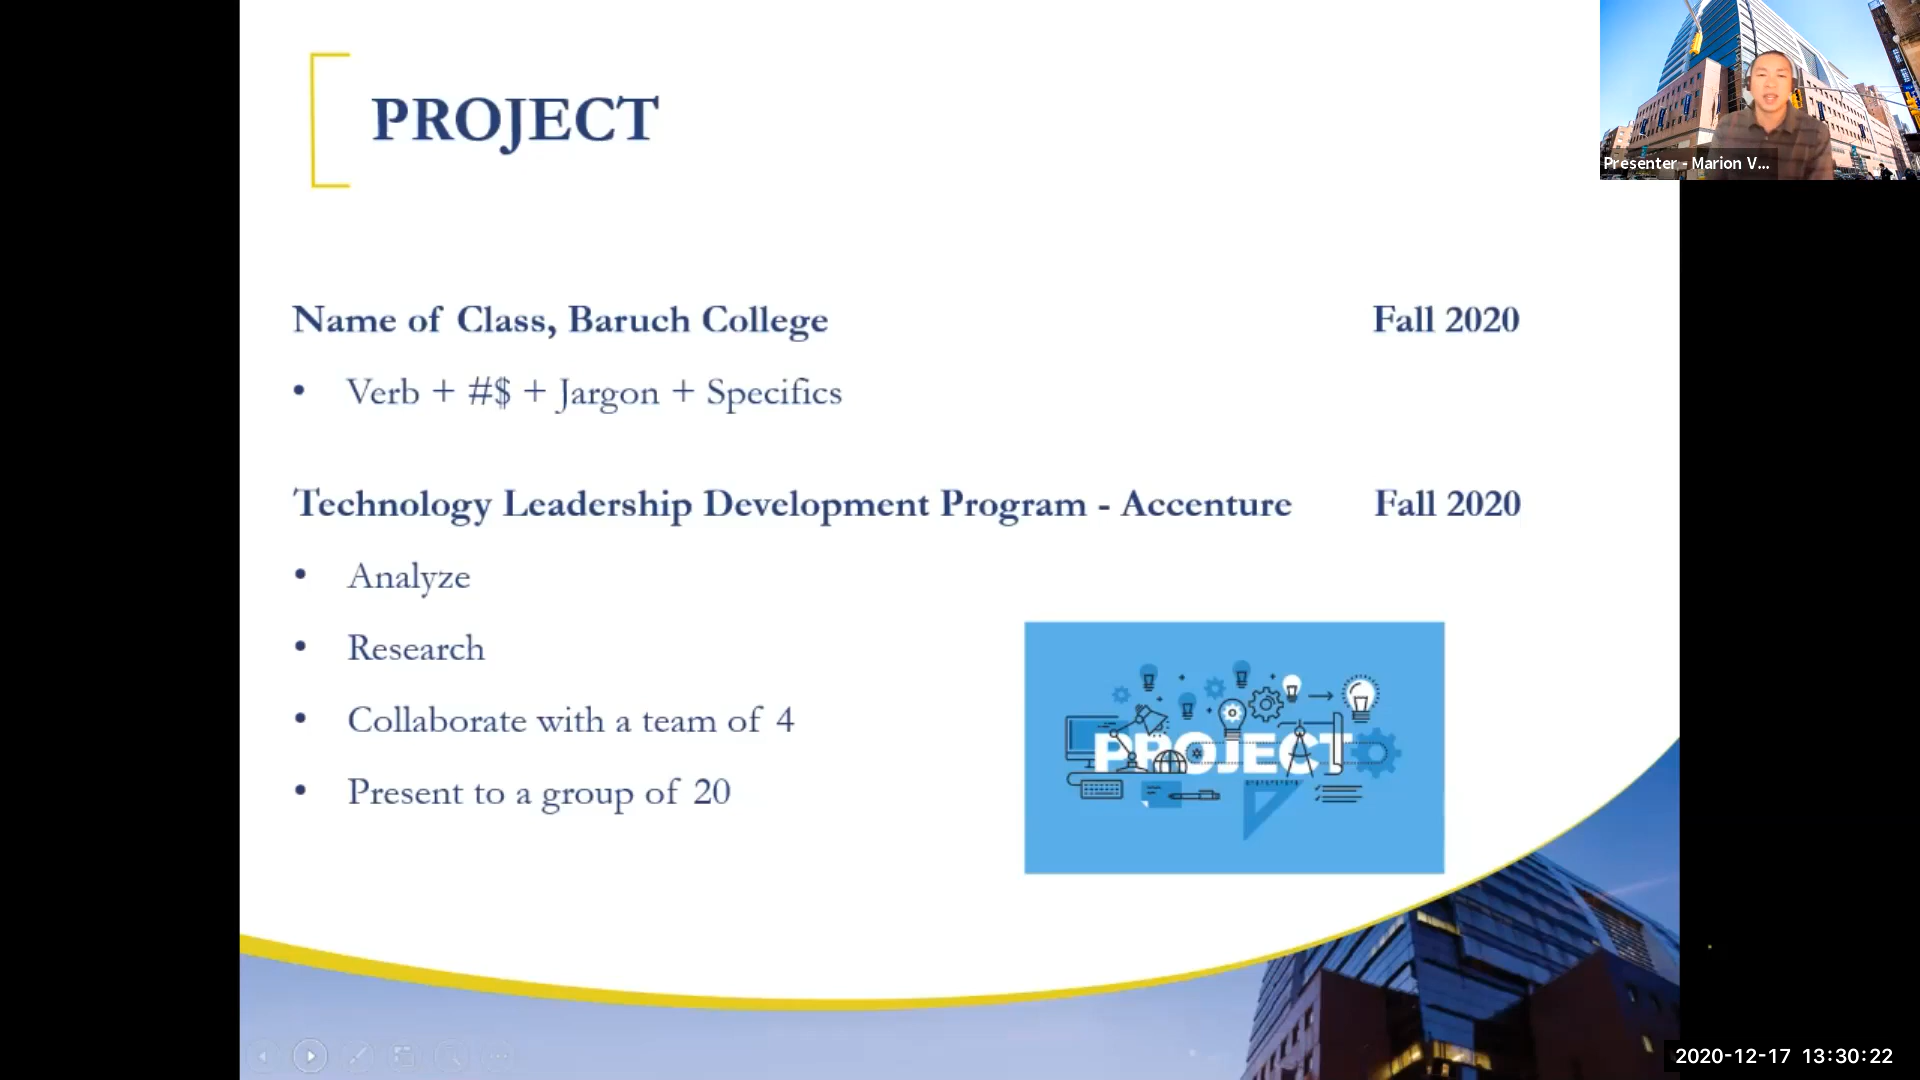 PROJECT
Presenter - Marion V...
Name of Class, Baruch College Fall 2020
• Verb + #$ + Jargon + Specifics
Technology Leadership Development Program - Accenture Fall 2020
• Analyze
• Research
• Collaborate with a team of 4
• Present to a group of 20
PROJECT
2020-12-17 13:30:22